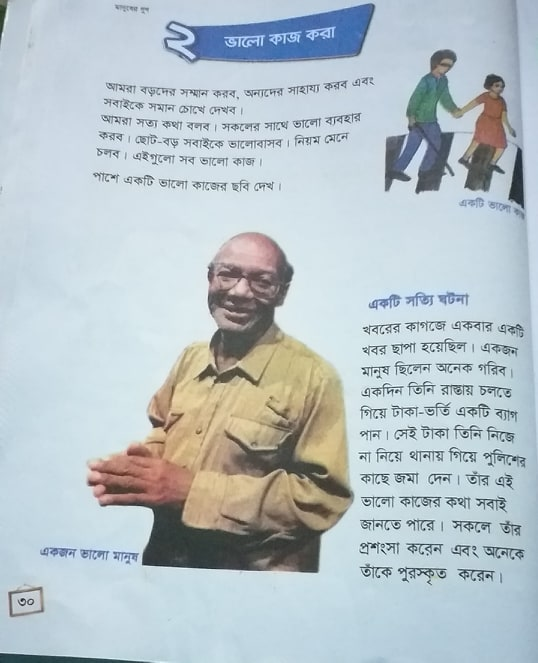 মানুষের গুণ
২
ভালো কাজ করা
আমরা বড়দের সম্মান করব, অন্যদের সাহায্য করব এবং
সবাইকে সমান চোখে দেখব।
আমরা সত্য কথা বলব। সকলের সাথে ভালো ব্যবহার
করব। ছোট-বড় সবাইকে ভালোবাসব। নিয়ম মেনে
চলব। এইগুলো সব ভালো কাজ।
পাশে একটি ভালো কাজের ছবি দেখ।
একটি ভালো কাজ
একটি সত্যি ঘটনা
খবরের কাগজে একবার একটি
খবর ছাপা হয়েছিল। একজন
মানুষ ছিলেন অনেক গরিব।
একদিন তিনি রাস্তায় চলতে
গিয়ে টাকা-ভর্তি একটি ব্যাগ
পান। সেই টাকা তিনি নিজে
না নিয়ে থানায় গিয়ে পুলিশের
কাছে জমা দেন। তাঁর এই
ভালো কাজের কথা সবাই
জানতে পারে। সকলে তাঁর
প্রশংসা করেন এবং অনেকে
তাঁকে পুরস্কৃত করেন।
একজন ভালো মানুষ
৩০